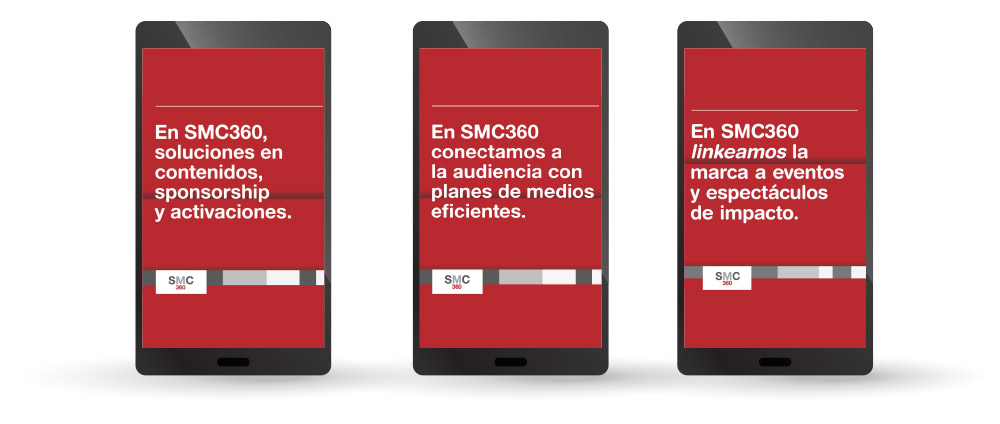 En SMC360,
soluciones en
contenidos,
sponsorship
y activaciones.
SMC
360
En SMC360
conectamos a
la audiencia con
planes de medios
eficientes.
SMC
360
En SMC360
linkeamos la
marca a eventos
y espectáculos
de impacto.
SMC
360